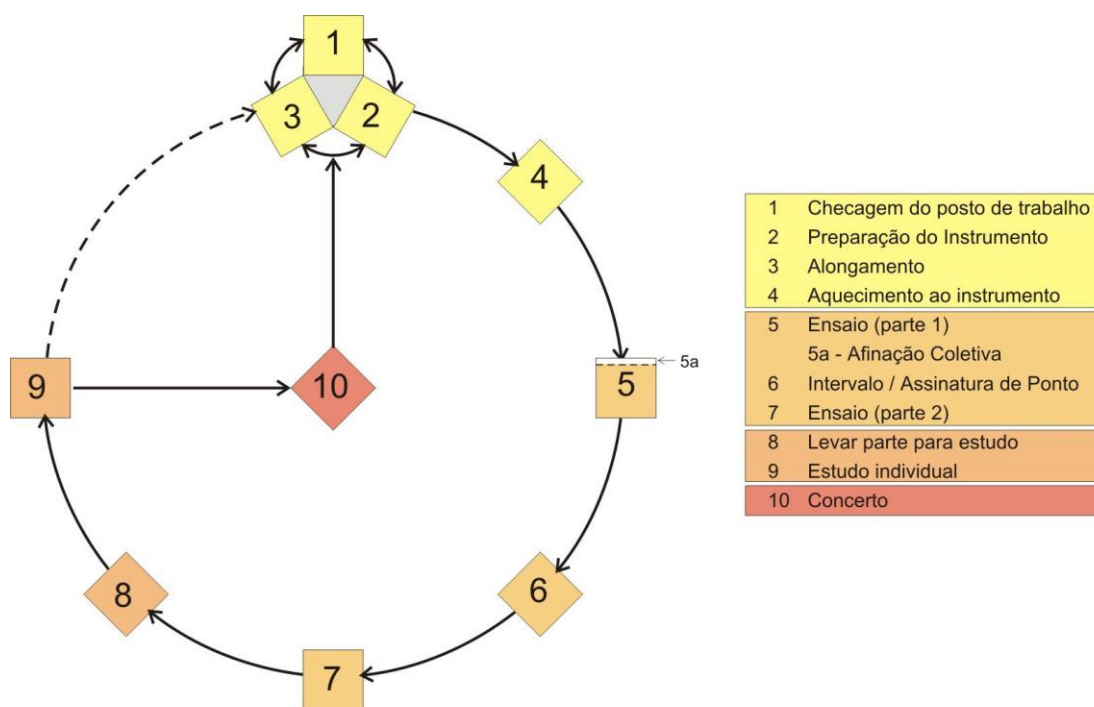 1
3
2
4
9
10
5
5a
8
6
7
1 Checagem do posto de trabalho
2 Preparação do Instrumento
3 Alongamento
4 Aquecimento ao instrumento
5 Ensaio (parte 1)
5a - Afinação Coletiva
6 Intervalo / Assinatura de Ponto
7 Ensaio (parte 2)
8 Levar parte para estudo
9 Estudo individual
10 Concerto